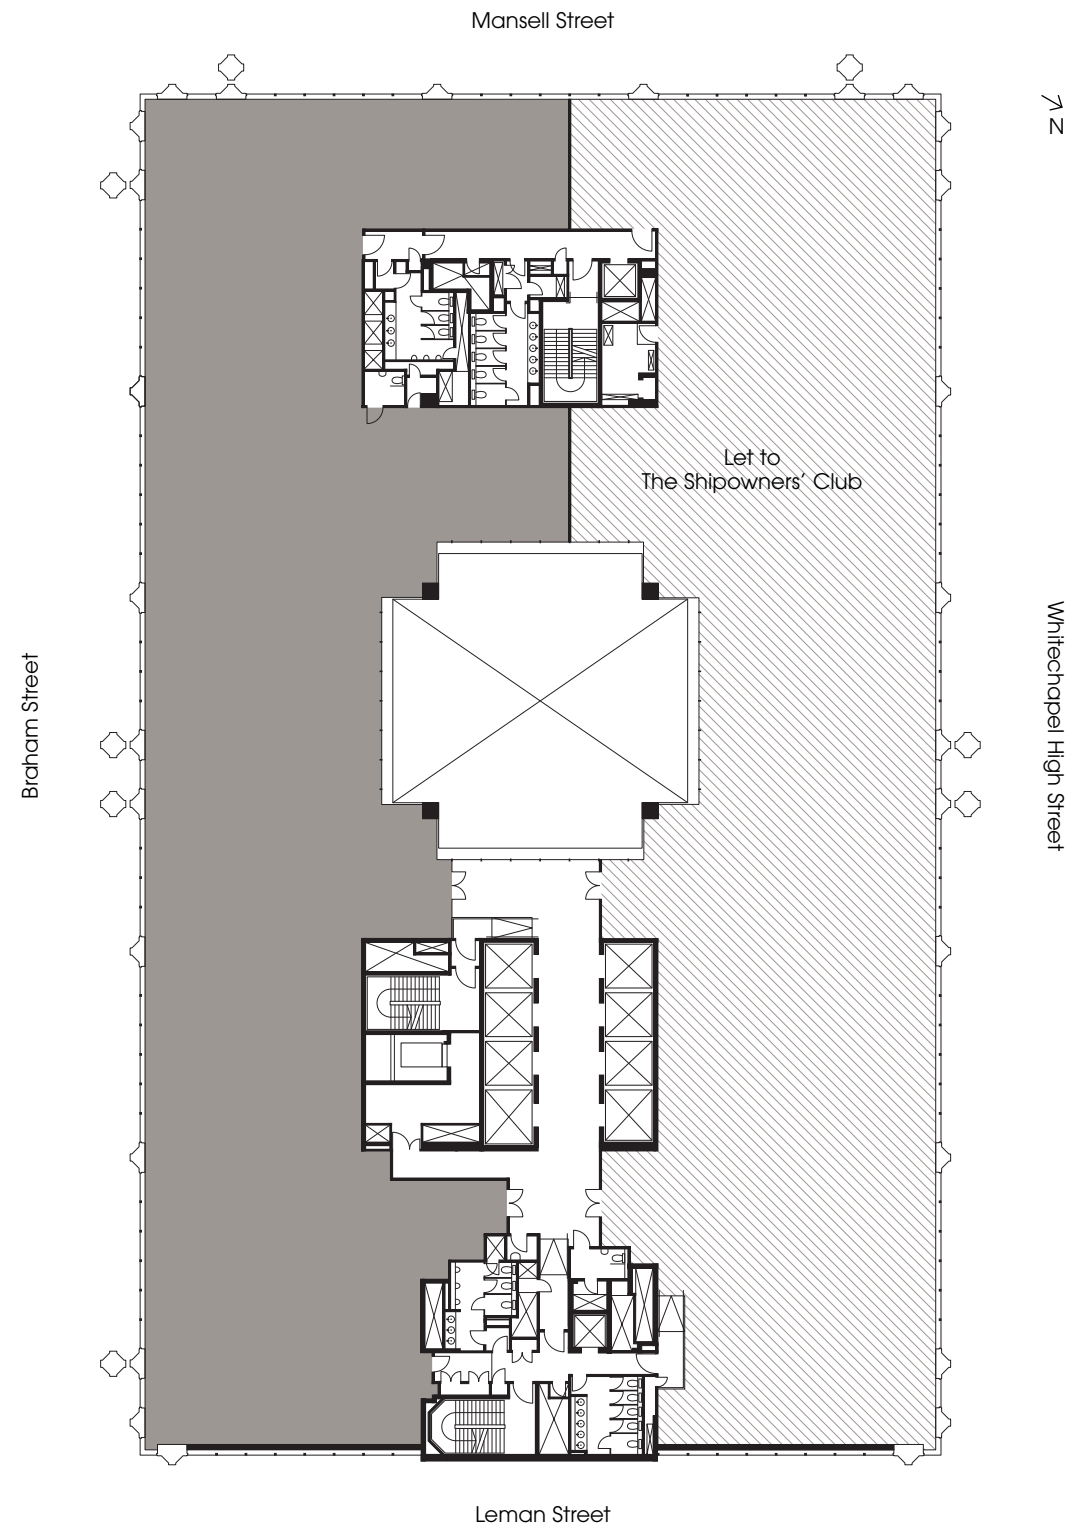 Mansell Street
N
Let to
The Shipowners’ Club
Whitechapel High Street
Braham Street
Leman Street